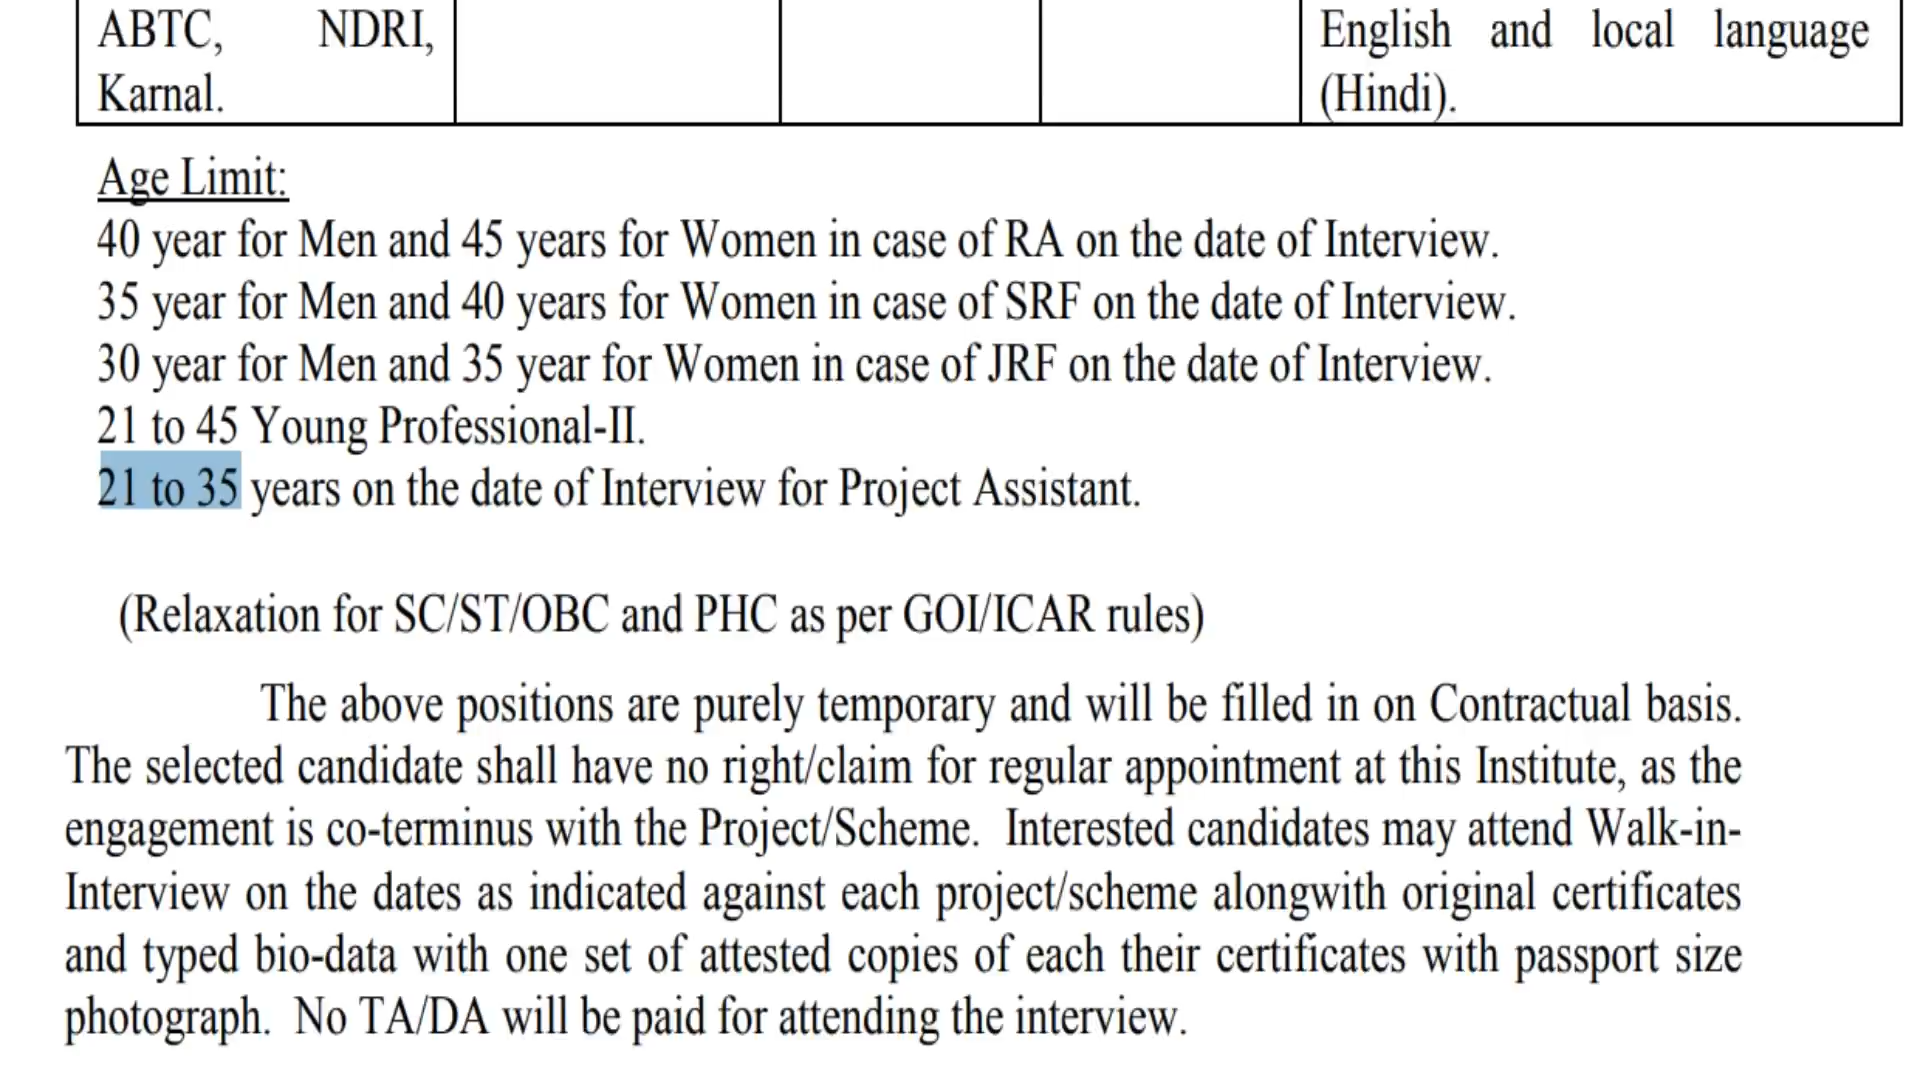 ABTC, NDRI,
Karnal.
English and local language
(Hindi).
Age Limit:
40 year for Men and 45 years for Women in case of RA on the date of Interview.
35 year for Men and 40 years for Women in case of SRF on the date of Interview.
30 year for Men and 35 year for Women in case of JRF on the date of Interview.
21 to 45 Young Professional-II.
21 to 35 years on the date of Interview for Project Assistant.
(Relaxation for SC/ST/OBC and PHC as per GOI/ICAR rules)
The above positions are purely temporary and will be filled in on Contractual basis.
The selected candidate shall have no right/claim for regular appointment at this Institute, as the
engagement is co-terminus with the Project/Scheme. Interested candidates may attend Walk-in-
Interview on the dates as indicated against each project/scheme alongwith original certificates
and typed bio-data with one set of attested copies of each their certificates with passport size
photograph. No TA/DA will be paid for attending the interview.